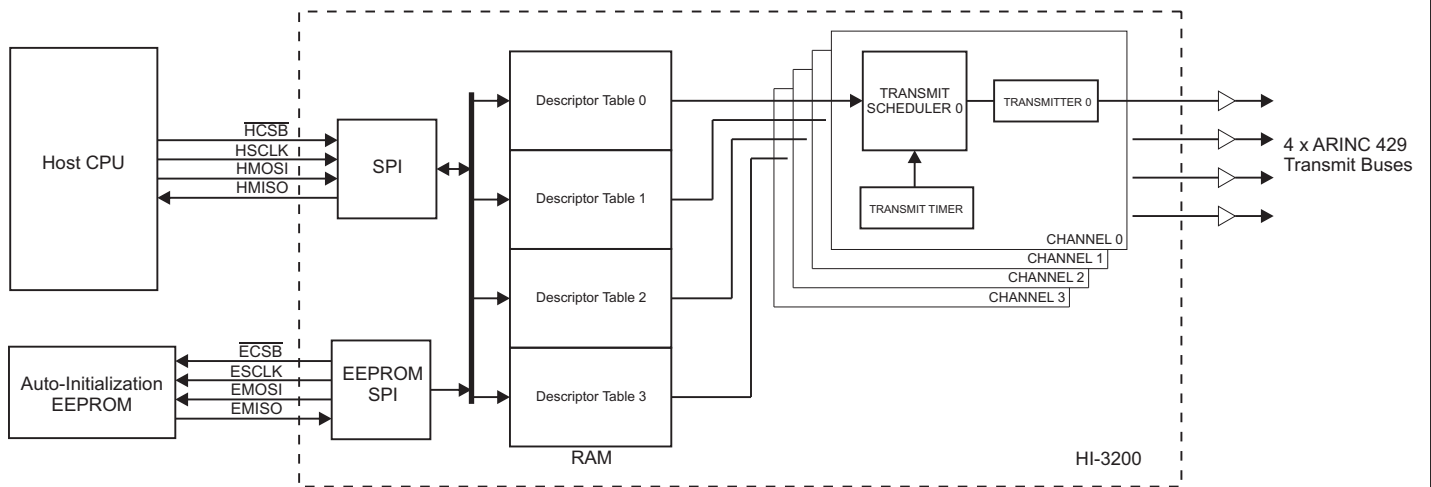 Host CPU
HCSB
HSCLK
HMOSI
HMISO
SPI
Auto-Initialization
EEPROM
ECSB
ESCLK
EMOSI
EMISO
EEPROM
SPI
Descriptor Table 0
Descriptor Table 1
Descriptor Table 2
Descriptor Table 3
RAM
TRANSMIT
SCHEDULER 0
TRANSMITTER 0
TRANSMIT TIMER
CHANNEL 0
CHANNEL 1
CHANNEL 2
CHANNEL 3
4 x ARINC 429
Transmit Buses
HI-3200